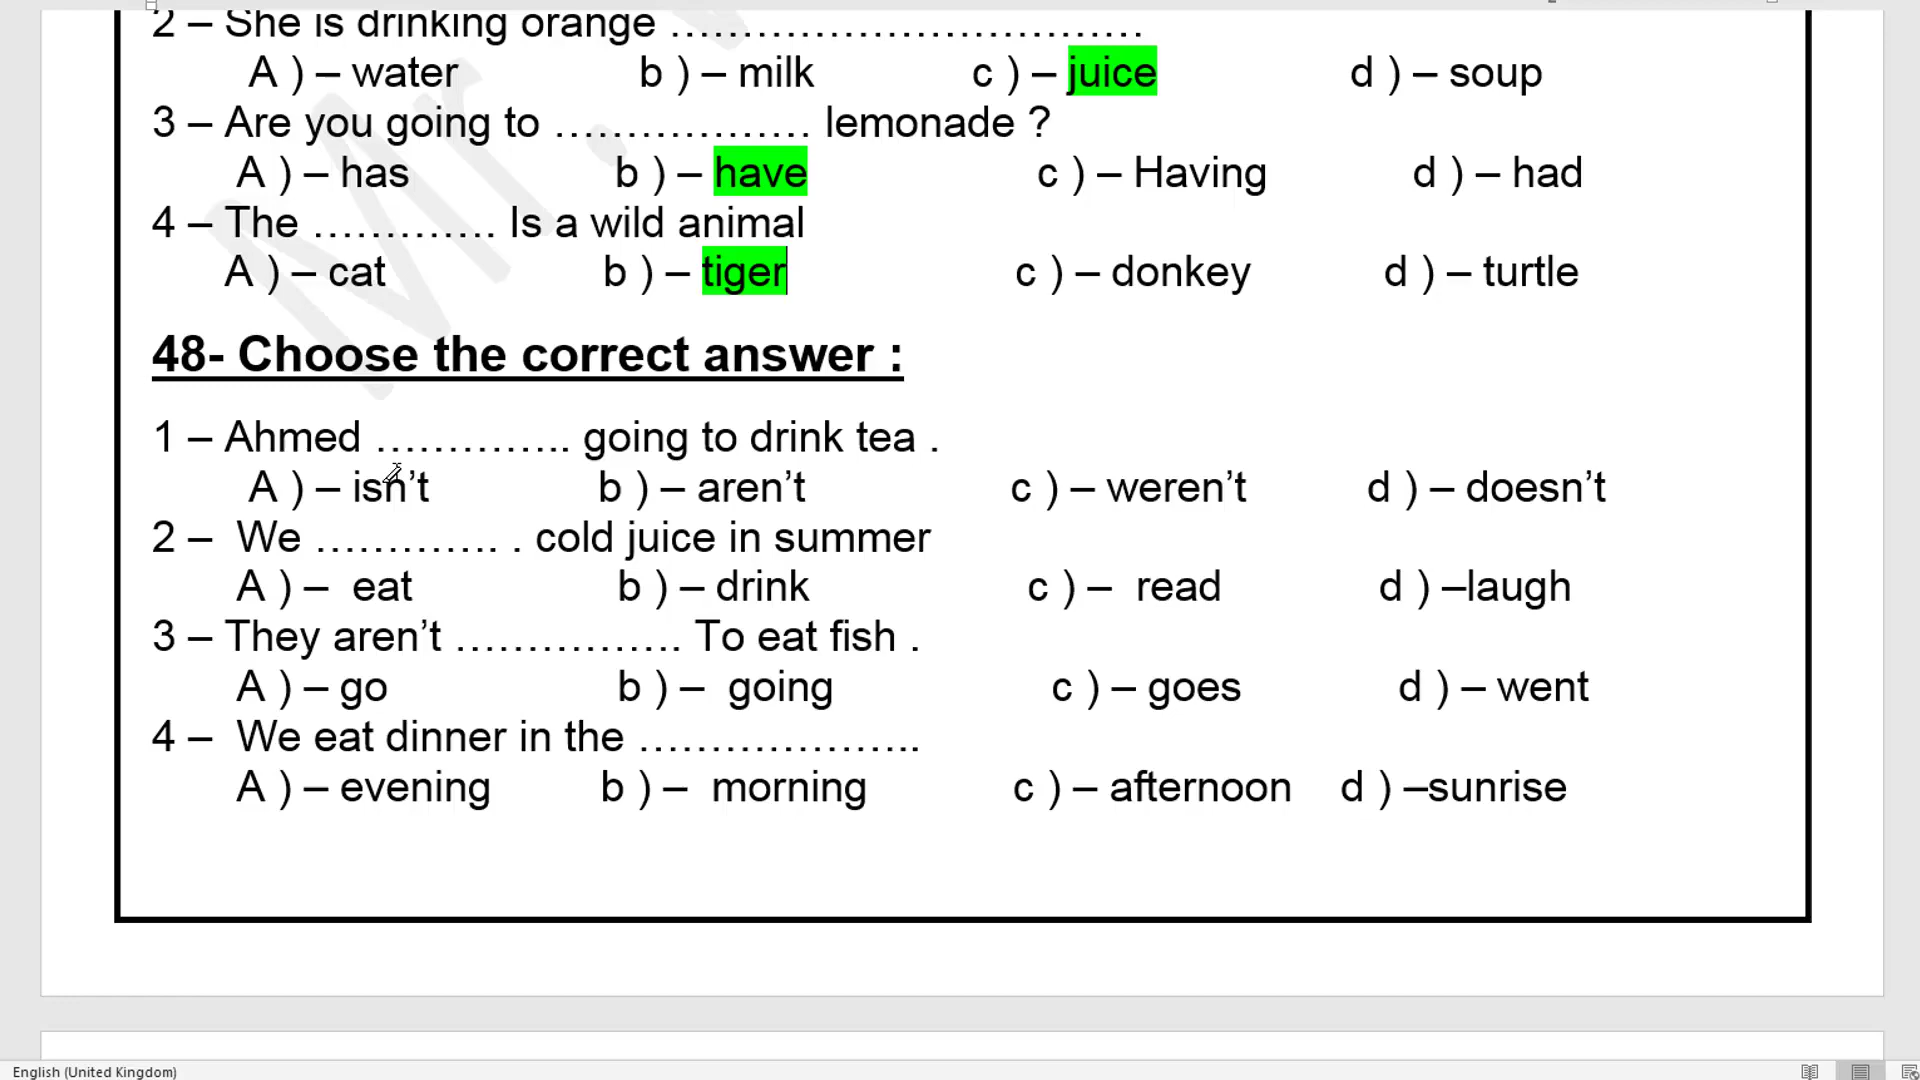 2 – She is drinking orange ……………………………….
A ) – water b ) – milk c ) – juice d ) – soup
3 – Are you going to ……………… lemonade ?
A ) – has b ) – have c ) – Having d ) – had
4 – The …………. Is a wild animal
A ) – cat b ) – tiger c ) – donkey d ) – turtle
48- Choose the correct answer :
1 – Ahmed ………….. going to drink tea .
A ) – isn’t b ) – aren’t c ) – weren’t d ) – doesn’t
2 – We …………. . cold juice in summer
A ) – eat b ) – drink c ) – read d ) –laugh
3 – They aren’t ……………. To eat fish .
A ) – go b ) – going c ) – goes d ) – went
4 – We eat dinner in the ………………..
A ) – evening b ) – morning c ) – afternoon d ) –sunrise
Mr.
English (United Kingdom)